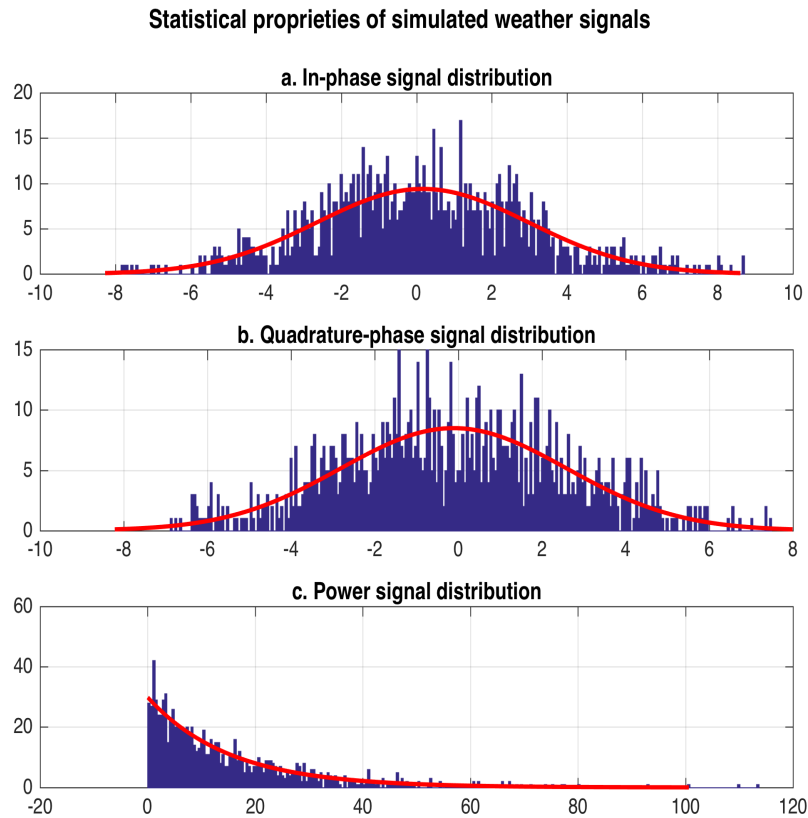 Statistical proprieties of simulated weather signals
a. In-phase signal distribution
20
15
10
5
0
-10 -8 -6 -4 -2 0 2 4 6 8 10
b. Quadrature-phase signal distribution
15
10
5
0
-10 -8 -6 -4 -2 0 2 4 6 8
c. Power signal distribution
60
40
20
0
-20 0 20 40 60 80 100 120